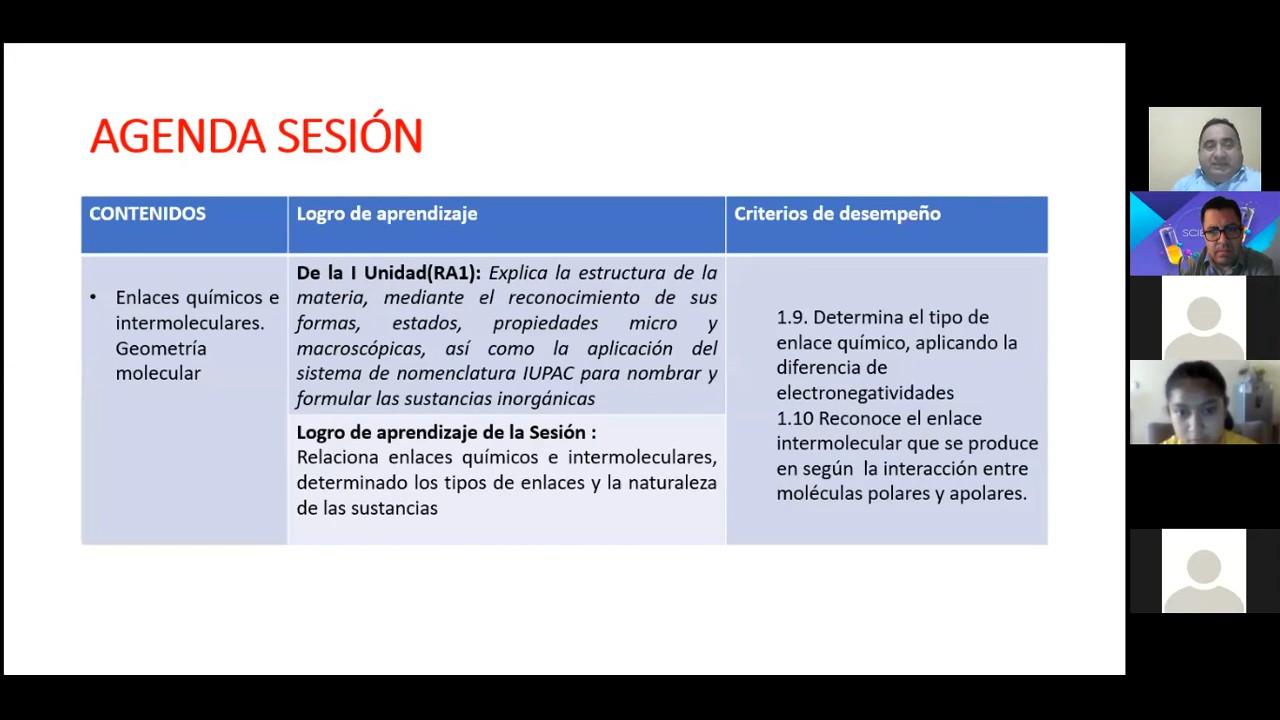 AGENDA SESIÓN
CONTENIDOS
Logro de aprendizaje
Criterios de desempeño
• Enlaces químicos e
intermoleculares.
Geometría
molecular
De la I Unidad(RA1): Explica la estructura de la
materia, mediante el reconocimiento de sus
formas, estados, propiedades micro y
macroscópicas, así como la aplicación del
sistema de nomenclatura IUPAC para nombrar y
formular las sustancias inorgánicas
Logro de aprendizaje de la Sesión :
Relaciona enlaces químicos e intermoleculares,
determinado los tipos de enlaces y la naturaleza
de las sustancias
1.9. Determina el tipo de
enlace químico, aplicando la
diferencia de
electronegatividades
1.10 Reconoce el enlace
intermolecular que se produce
en según la interacción entre
moléculas polares y apolares.